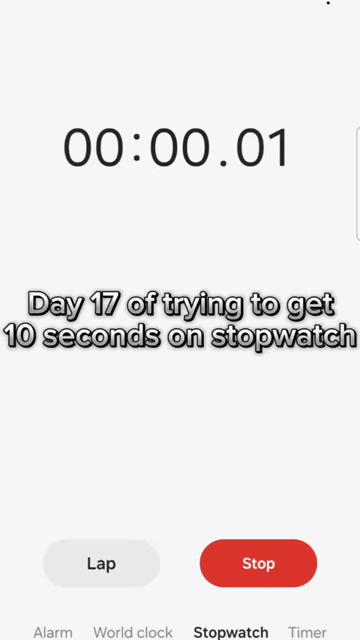 00:00.01
Day 17 of trying to get
10 seconds on stopwatch
Lap Stop
Alarm World clock Stopwatch Timer